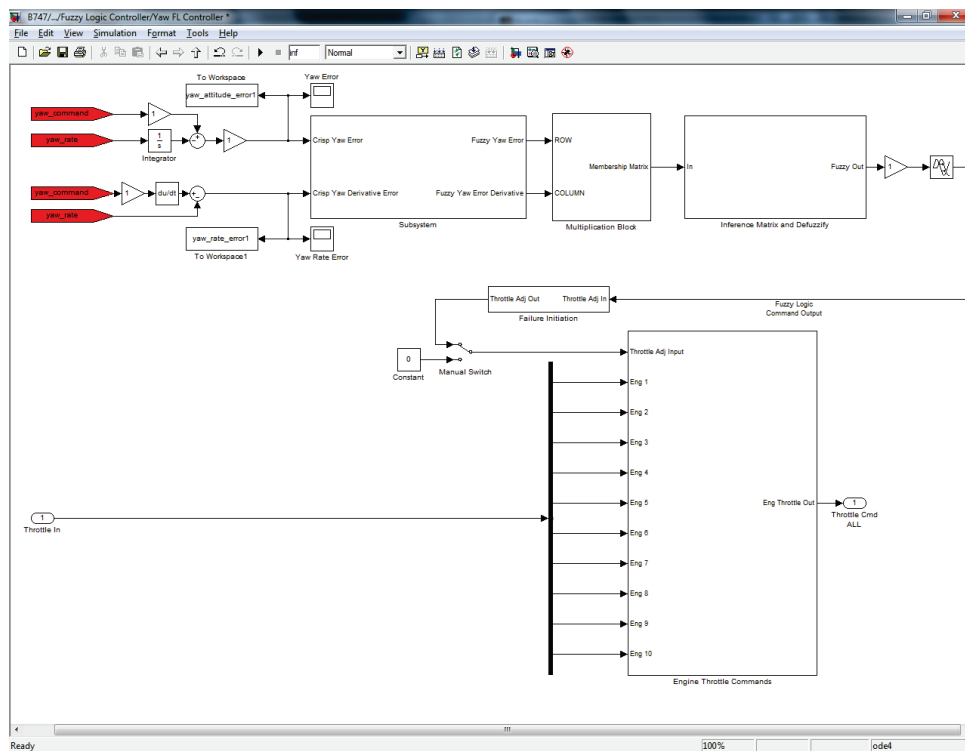 B747/.../Fuzzy Logic Controller/Yaw FL Controller *
File Edit View Simulation Format Tools Help
inf Normal
To Workspace
Yaw Error
yaw_command
1
yaw_attitude_error1
yaw_rate
1
s
Integrator
1
Crisp Yaw Error
Fuzzy Yaw Error
ROW
Membership Matrix
In
Fuzzy Out
1
yaw_command
1
du/dt
Crisp Yaw Derivative Error
Fuzzy Yaw Error Derivative
COLUMN
yaw_rate
Subsystem
Multiplication Block
Inference Matrix and Defuzzify
yaw_rate_error1
To Workspace1
Yaw Rate Error
Throttle Adj Out
Throttle Adj In
Failure Initiation
Fuzzy Logic
Command Output
0
Constant
Manual Switch
Throttle Adj Input
Eng 1
Eng 2
Eng 3
Eng 4
Eng 5
Eng 6
Eng 7
Eng 8
Eng 9
Eng 10
Eng Throttle Out
1
Throttle Cmd
ALL
1
Throttle In
Engine Throttle Commands
Ready
100%
ode4